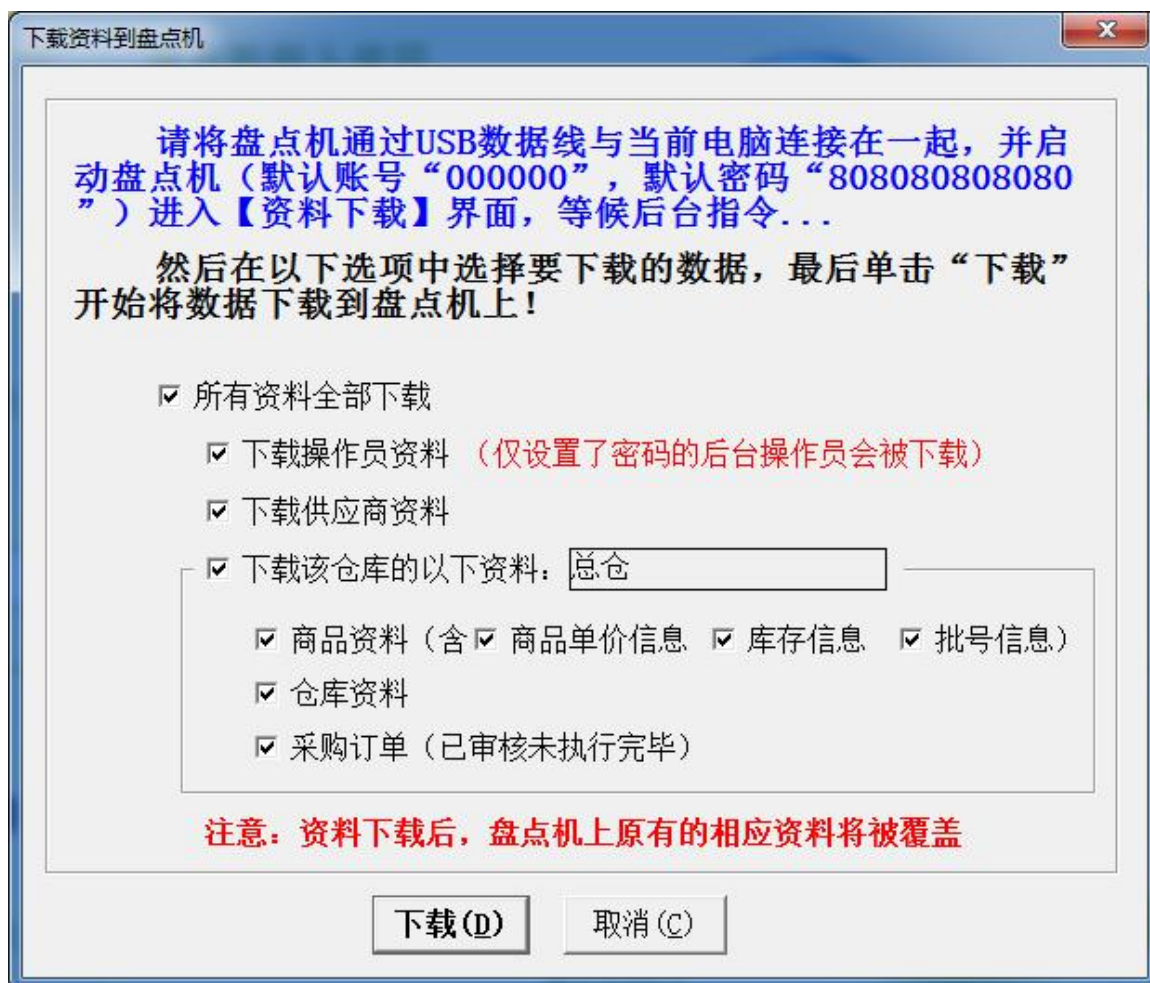 下载资料到盘点机
请将盘点机通过USB数据线与当前电脑连接在一起，并启
动盘点机（默认账号“000000”，默认密码“808080808080
”）进入【资料下载】界面，等候后台指令...
然后在以下选项中选择要下载的数据，最后单击“下载”
开始将数据下载到盘点机上！
所有资料全部下载
下载操作员资料 （仅设置了密码的后台操作员会被下载）
下载供应商资料
下载该仓库的以下资料：总仓
商品资料（含 商品单价信息 库存信息 批号信息）
仓库资料
采购订单（已审核未执行完毕）
注意：资料下载后，盘点机上原有的相应资料将被覆盖
下载(D) 取消(C)